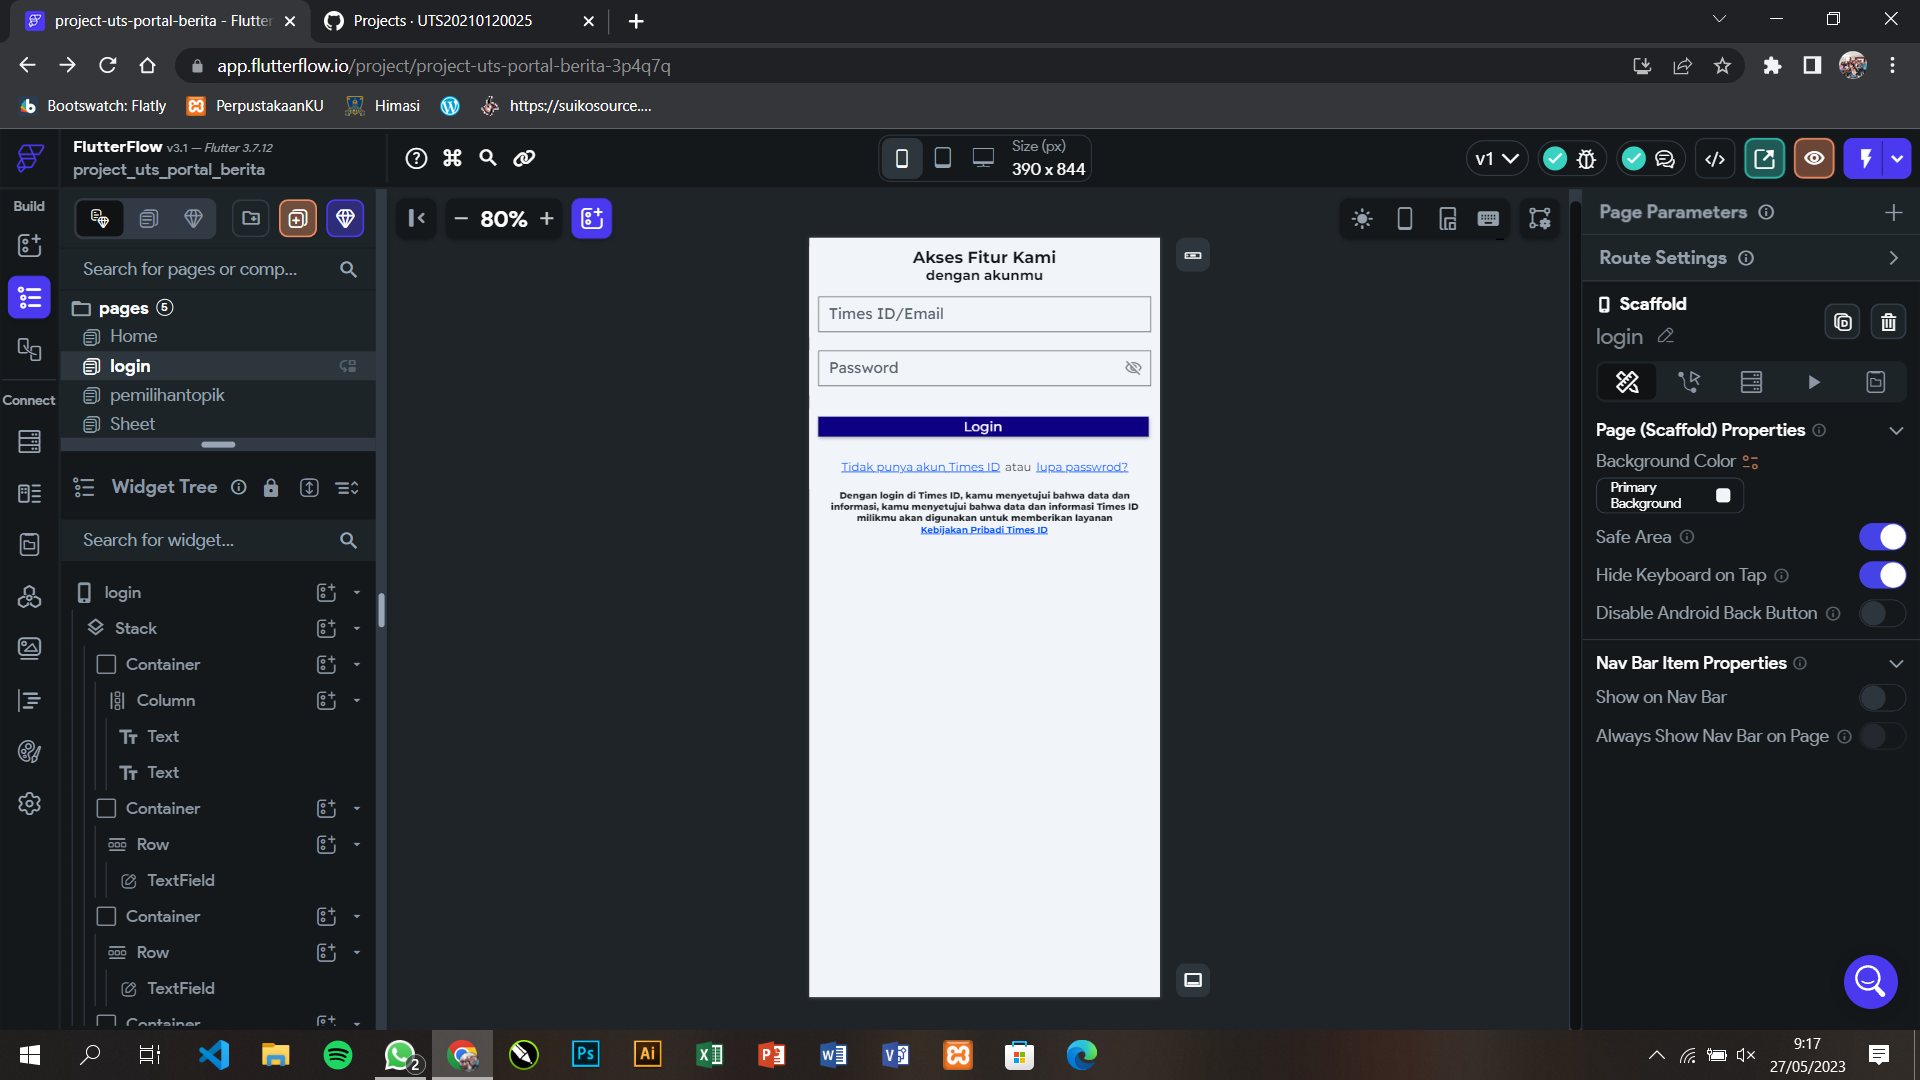 project-uts-portal-berita - Flutter
Projects · UTS20210120025
app.flutterflow.io/project/project-uts-portal-berita-3p4q7q
Bootswatch: Flatly
PerpustakaanKU
Himasi
https://suikosource....
FlutterFlow v3.1 — Flutter 3.7.12
project_uts_portal_berita
Size (px)
390 x 844
v1
Build
80%
Page Parameters
Search for pages or comp...
Route Settings
pages 5
Home
login
pemilihantopik
Sheet
Connect
Akses Fitur Kami
dengan akunmu
Times ID/Email
Password
Login
Tidak punya akun Times ID atau lupa passwrod?
Dengan login di Times ID, kamu menyetujui bahwa data dan
informasi, kamu menyetujui bahwa data dan informasi Times ID
milikmu akan digunakan untuk memberikan layanan
Kebijakan Pribadi Times ID
Scaffold
login
Page (Scaffold) Properties
Background Color
Primary
Background
Safe Area
Hide Keyboard on Tap
Disable Android Back Button
Nav Bar Item Properties
Show on Nav Bar
Always Show Nav Bar on Page
Widget Tree
Search for widget...
login
Stack
Container
Column
Tt Text
Tt Text
Container
Row
TextField
Container
Row
TextField
Container
2
Ps
Ai
9:17
27/05/2023